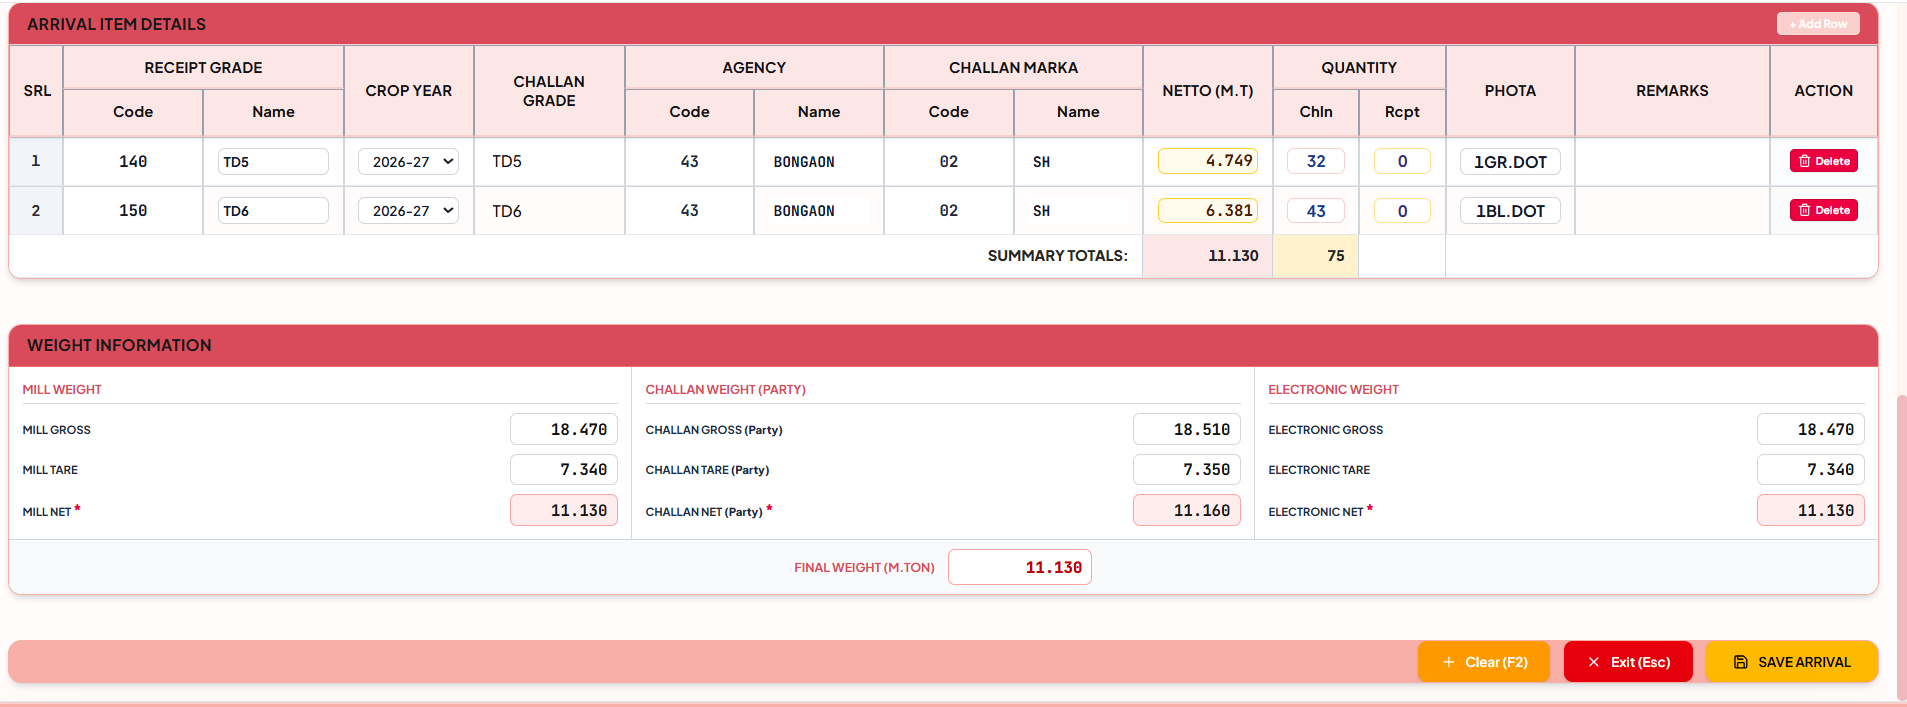 ARRIVAL ITEM DETAILS + Add Row
SRL RECEIPT GRADE CROP YEAR CHALLAN GRADE AGENCY CHALLAN MARKA NETTO (M.T) QUANTITY PHOTA REMARKS ACTION
Code Name Code Name Code Name Chln Rcpt
1 140 TD5 2026-27 TD5 43 BONGAON 02 SH 4.749 32 0 1GR.DOT Delete
2 150 TD6 2026-27 TD6 43 BONGAON 02 SH 6.381 43 0 1BL.DOT Delete
SUMMARY TOTALS: 11.130 75
WEIGHT INFORMATION
MILL WEIGHT
MILL GROSS 18.470
MILL TARE 7.340
MILL NET * 11.130
CHALLAN WEIGHT (PARTY)
CHALLAN GROSS (Party) 18.510
CHALLAN TARE (Party) 7.350
CHALLAN NET (Party) * 11.160
ELECTRONIC WEIGHT
ELECTRONIC GROSS 18.470
ELECTRONIC TARE 7.340
ELECTRONIC NET * 11.130
FINAL WEIGHT (M.TON) 11.130
+ Clear (F2) × Exit (Esc) SAVE ARRIVAL